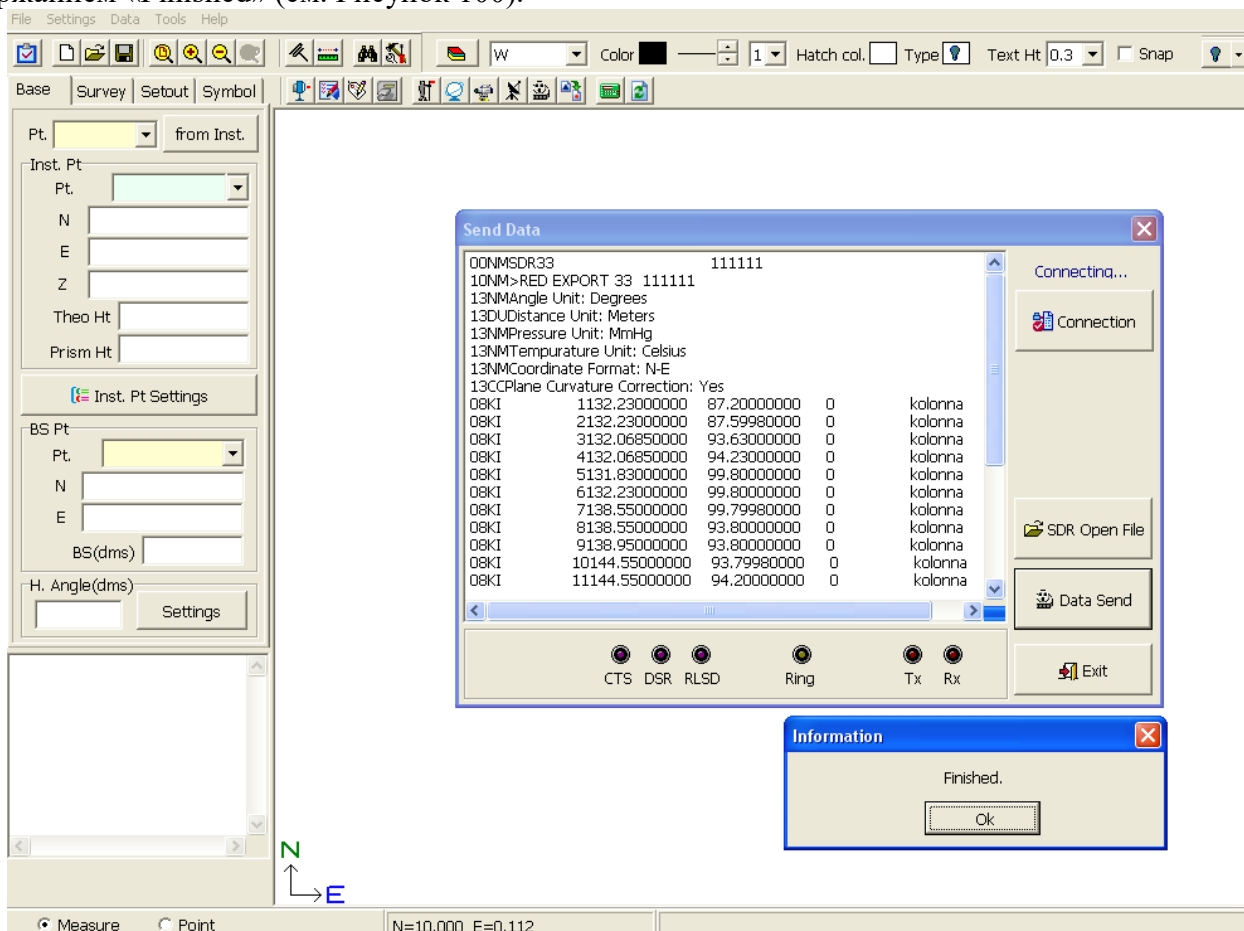 ржанием «Finished» (см. Рисунок 100).
File Settings Data Tools Help
W Color 1 Hatch col. Type Text Ht 0.3 Snap
Base Survey Setout Symbol
Pt. from Inst.
Inst. Pt
Pt.
N
E
Z
Theo Ht
Prism Ht
Inst. Pt Settings
BS Pt
Pt.
N
E
BS(dms)
H. Angle(dms)
Settings
Send Data
00NMSDR33 111111
10NM>RED EXPORT 33 111111
13NMAngle Unit: Degrees
13DUDistance Unit: Meters
13NMPressure Unit: MmHg
13NMTempurature Unit: Celsius
13NMCoordinate Format: N-E
13CCPlane Curvature Correction: Yes
08KI 1132.23000000 87.20000000 0 kolonna
08KI 2132.23000000 87.59980000 0 kolonna
08KI 3132.06850000 93.63000000 0 kolonna
08KI 4132.06850000 94.23000000 0 kolonna
08KI 5131.83000000 99.80000000 0 kolonna
08KI 6132.23000000 99.80000000 0 kolonna
08KI 7138.55000000 99.79980000 0 kolonna
08KI 8138.55000000 93.80000000 0 kolonna
08KI 9138.95000000 93.80000000 0 kolonna
08KI 10144.55000000 93.79980000 0 kolonna
08KI 11144.55000000 94.20000000 0 kolonna
Connecting...
Connection
SDR Open File
Data Send
Exit
CTS DSR RLSD Ring Tx Rx
Information
Finished.
Ok
N
E
Measure Point N=10.000 E=0.112